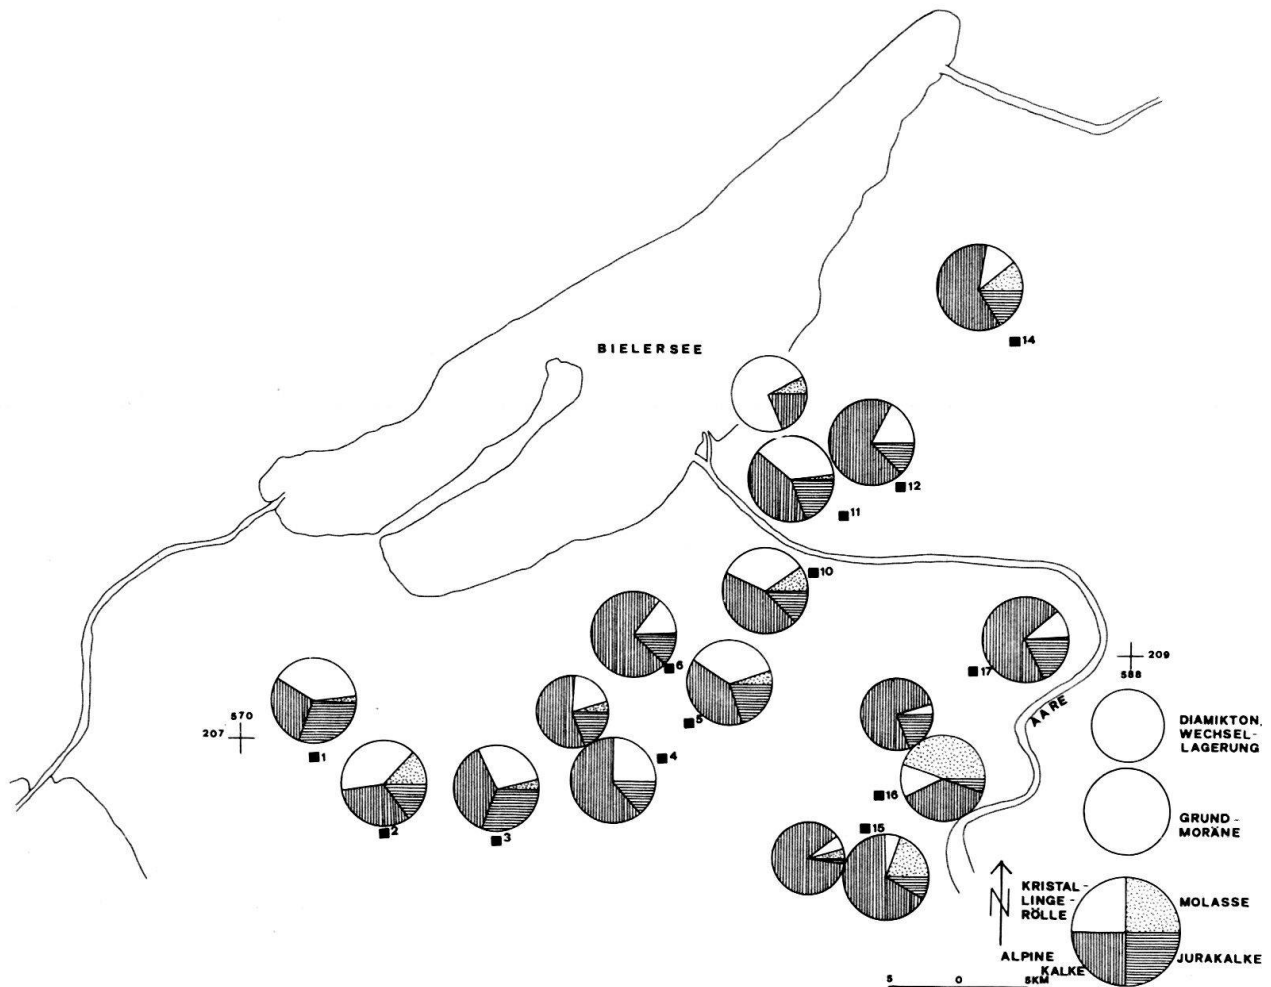 BIELERSEE
14
12
11
10
6
17
209
588
5
570
207
AARE
DIAMIKTON,
WECHSEL-
LAGERUNG
1
4
16
2
3
15
GRUND-
MORÄNE
KRISTAL-
LINGE-
RÖLLE
MOLASSE
N
ALPINE
KALKE
JURAKALKE
5 0 5KM